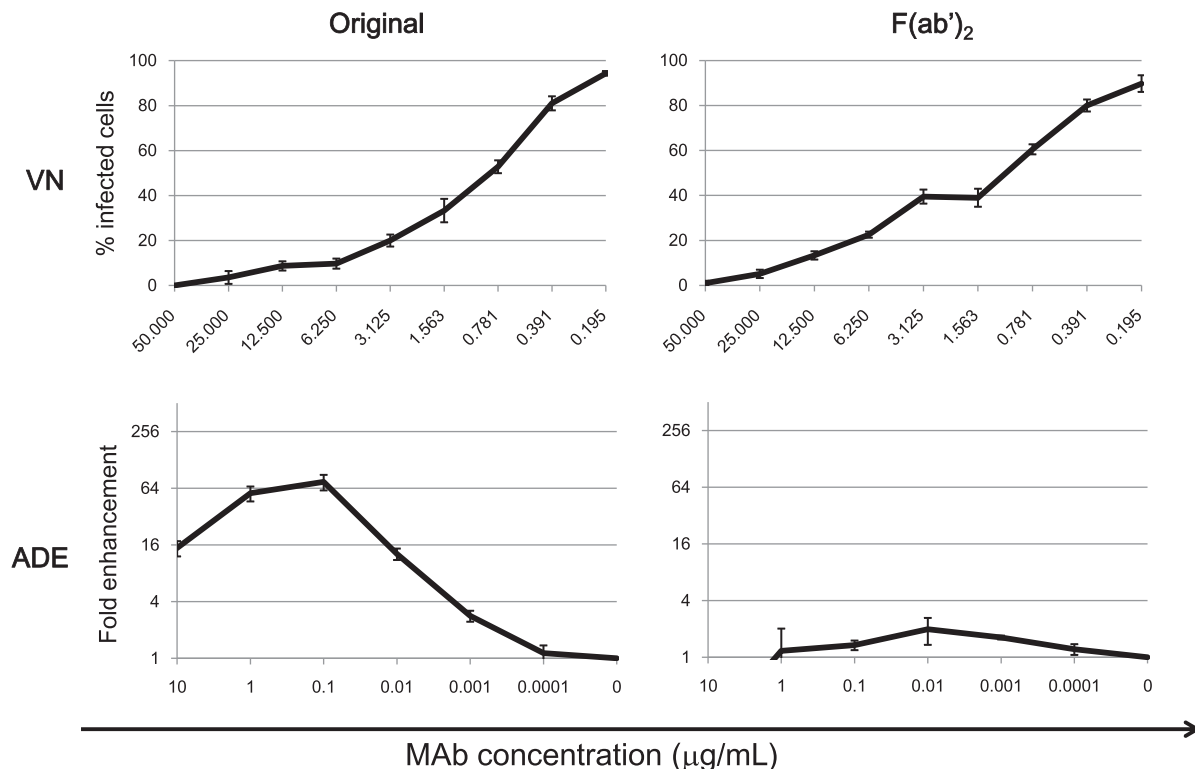 Original
F(ab')₂
VN
% infected cells
100
80
60
40
20
0
50.000 25.000 12.500 6.250 3.125 1.563 0.781 0.391 0.195
100
80
60
40
20
0
50.000 25.000 12.500 6.250 3.125 1.563 0.781 0.391 0.195
ADE
Fold enhancement
256
64
16
4
1
10 1 0.1 0.01 0.001 0.0001 0
256
64
16
4
1
10 1 0.1 0.01 0.001 0.0001 0
MAb concentration (μg/mL)